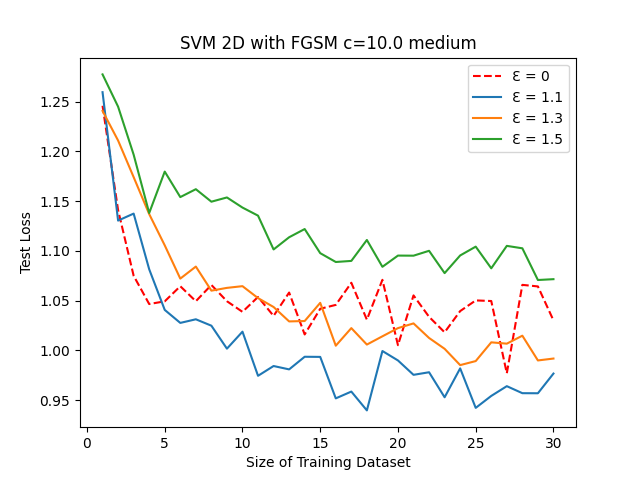 SVM 2D with FGSM c=10.0 medium
Ɛ = 0
Ɛ = 1.1
Ɛ = 1.3
Ɛ = 1.5
Test Loss
1.25
1.20
1.15
1.10
1.05
1.00
0.95
0
5
10
15
20
25
30
Size of Training Dataset